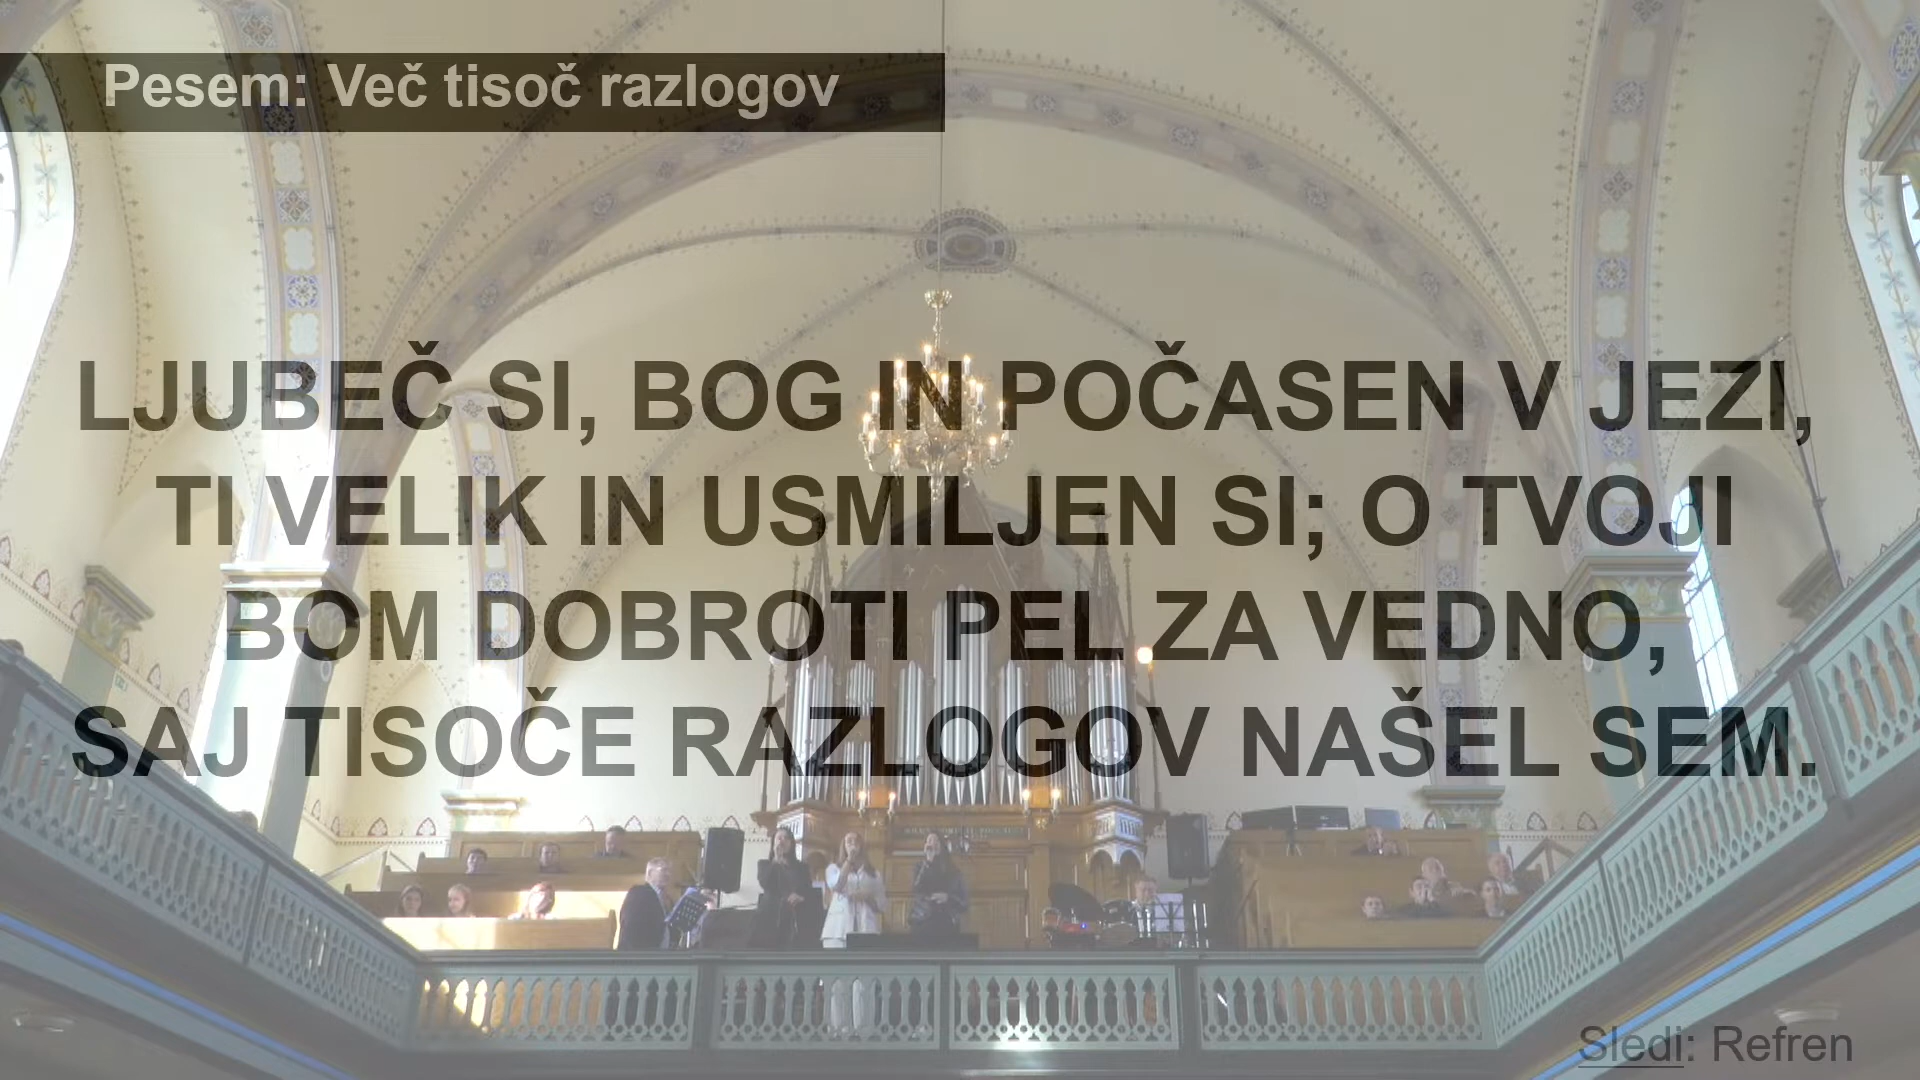 Pesem: Več tisoč razlogov
LJUBEČ SI, BOG IN POČASEN V JEZI,
TI VELIK IN USMILJEN SI; O TVOJI
BOM DOBROTI PEL ZA VEDNO,
SAJ TISOČE RAZLOGOV NAŠEL SEM.
Sledi: Refren